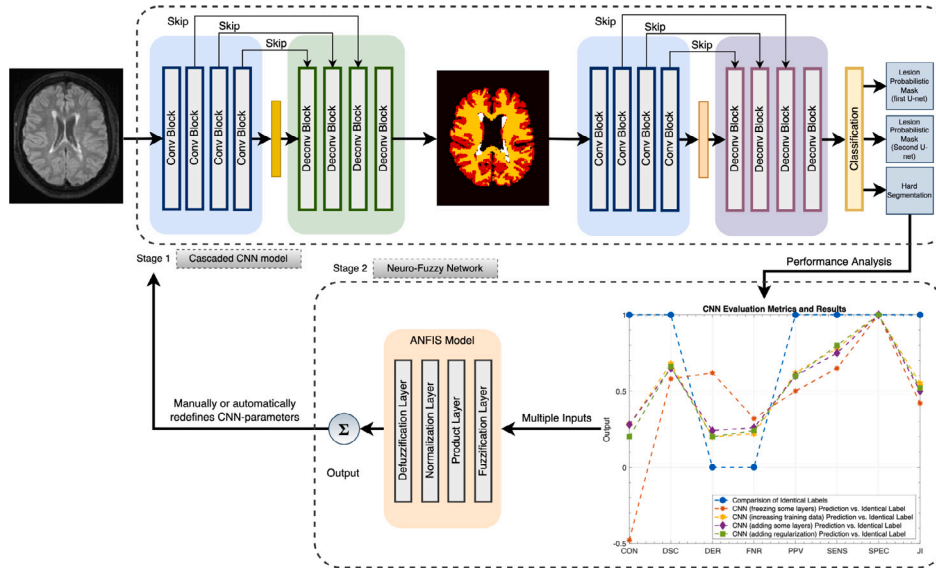 Skip
Skip
Skip
Conv Block
Conv Block
Conv Block
Conv Block
Deconv Block
Deconv Block
Deconv Block
Deconv Block
Skip
Skip
Skip
Conv Block
Conv Block
Conv Block
Conv Block
Deconv Block
Deconv Block
Deconv Block
Deconv Block
Classification
Lesion
Probabilistic
Mask
(first U-net)
Lesion
Probabilistic
Mask
(Second U-
net)
Hard
Segmentation
Stage 1
Cascaded CNN model
Stage 2
Neuro-Fuzzy Network
Performance Analysis
CNN Evaluation Metrics and Results
1
0.5
0
-0.5
Output
CON
DSC
DER
FNR
PPV
SENS
SPEC
JI
Comparision of Identical Labels
CNN (freezing some layers) Prediction vs. Identical Label
CNN (increasing training data) Prediction vs. Identical Label
CNN (adding some layers) Prediction vs. Identical Label
CNN (adding regularization) Prediction vs. Identical Label
Multiple Inputs
ANFIS Model
Defuzzification Layer
Normalization Layer
Product Layer
Fuzzification Layer
Σ
Output
Manually or automatically
redefines CNN-parameters